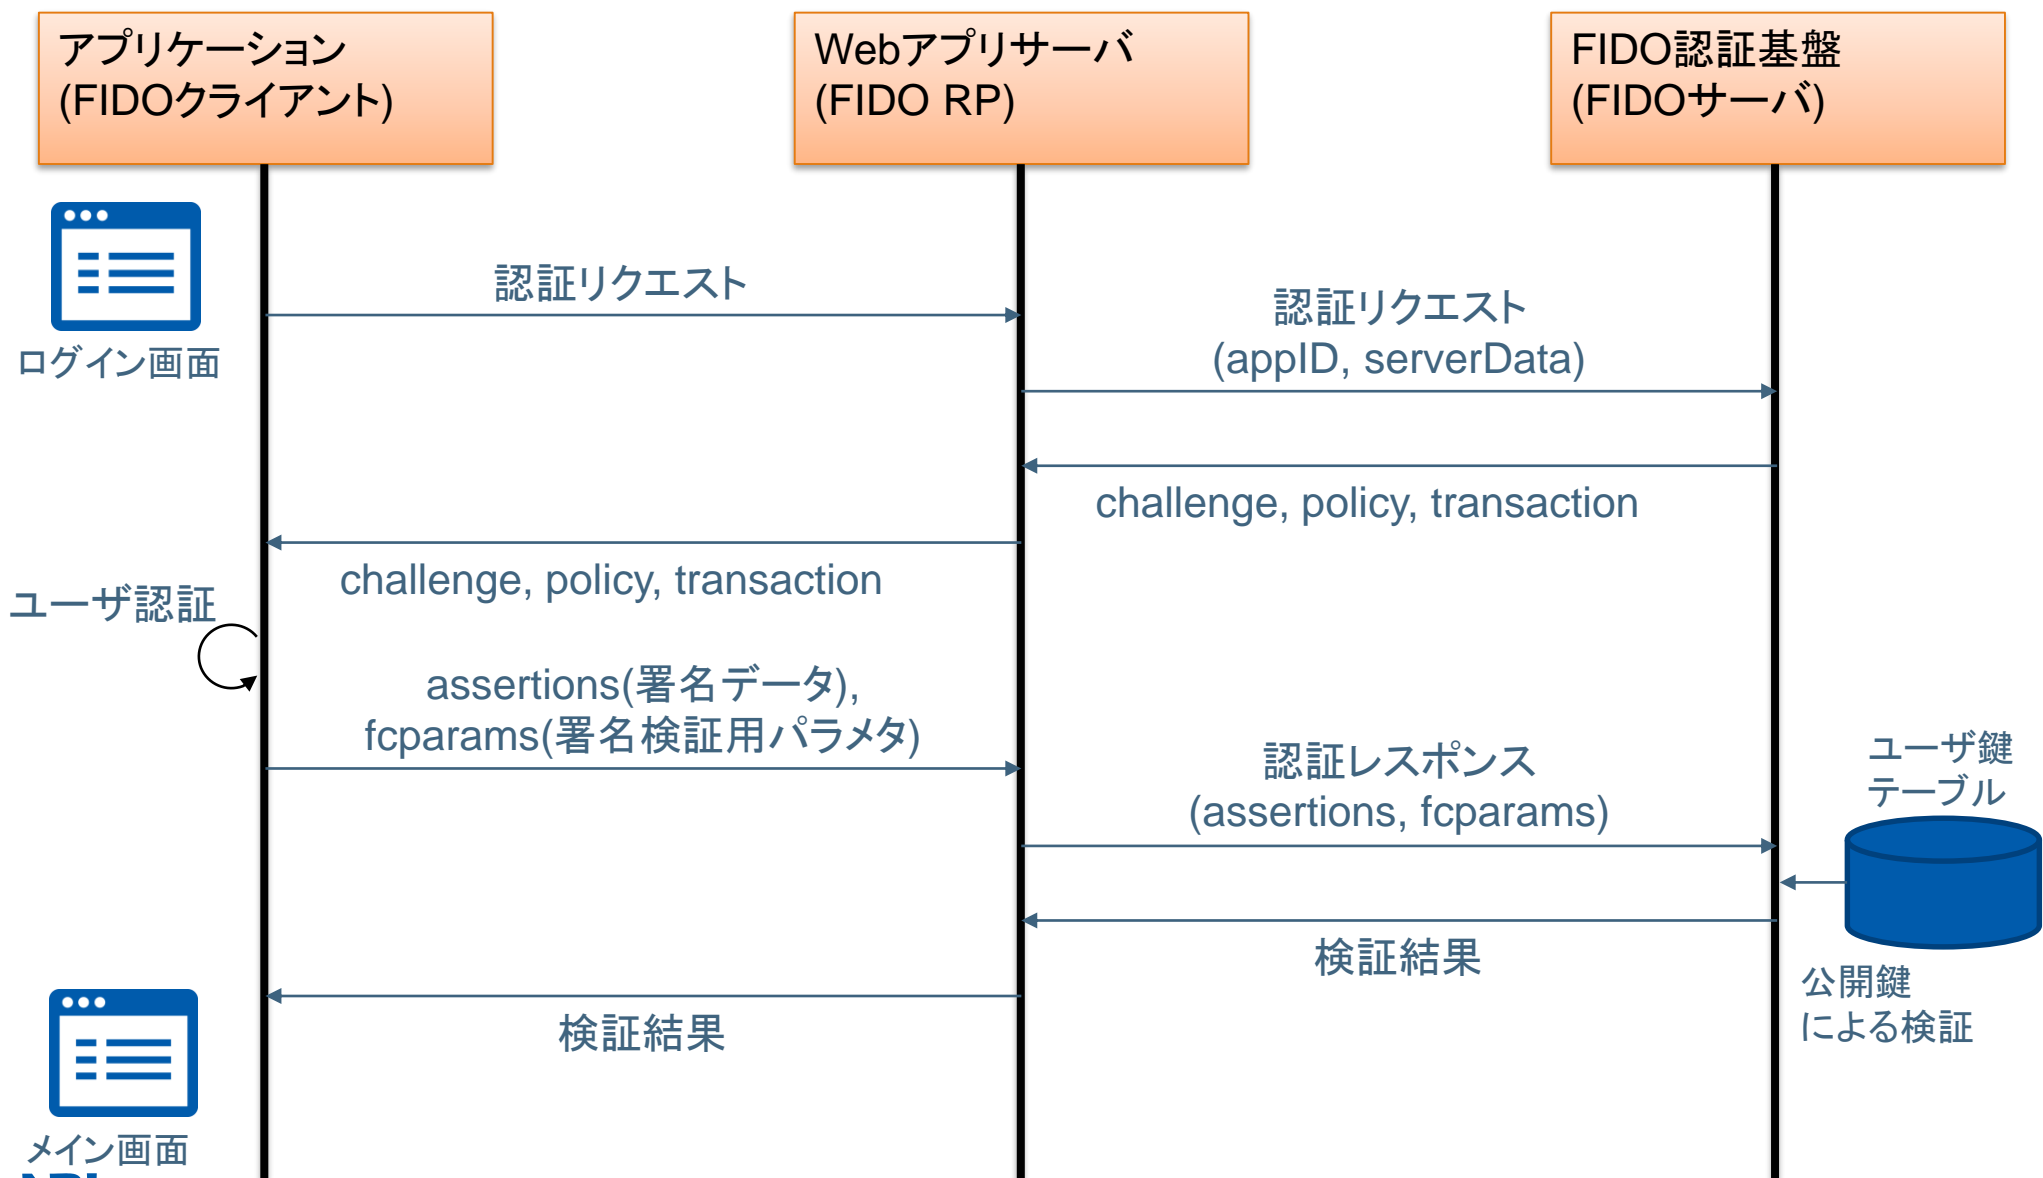 アプリケーション
(FIDOクライアント)
Webアプリサーバ
(FIDO RP)
FIDO認証基盤
(FIDOサーバ)
ログイン画面
認証リクエスト
認証リクエスト
(appID, serverData)
challenge, policy, transaction
challenge, policy, transaction
ユーザ認証
assertions(署名データ),
fcparams(署名検証用パラメタ)
認証レスポンス
(assertions, fcparams)
ユーザ鍵
テーブル
検証結果
公開鍵
による検証
検証結果
メイン画面